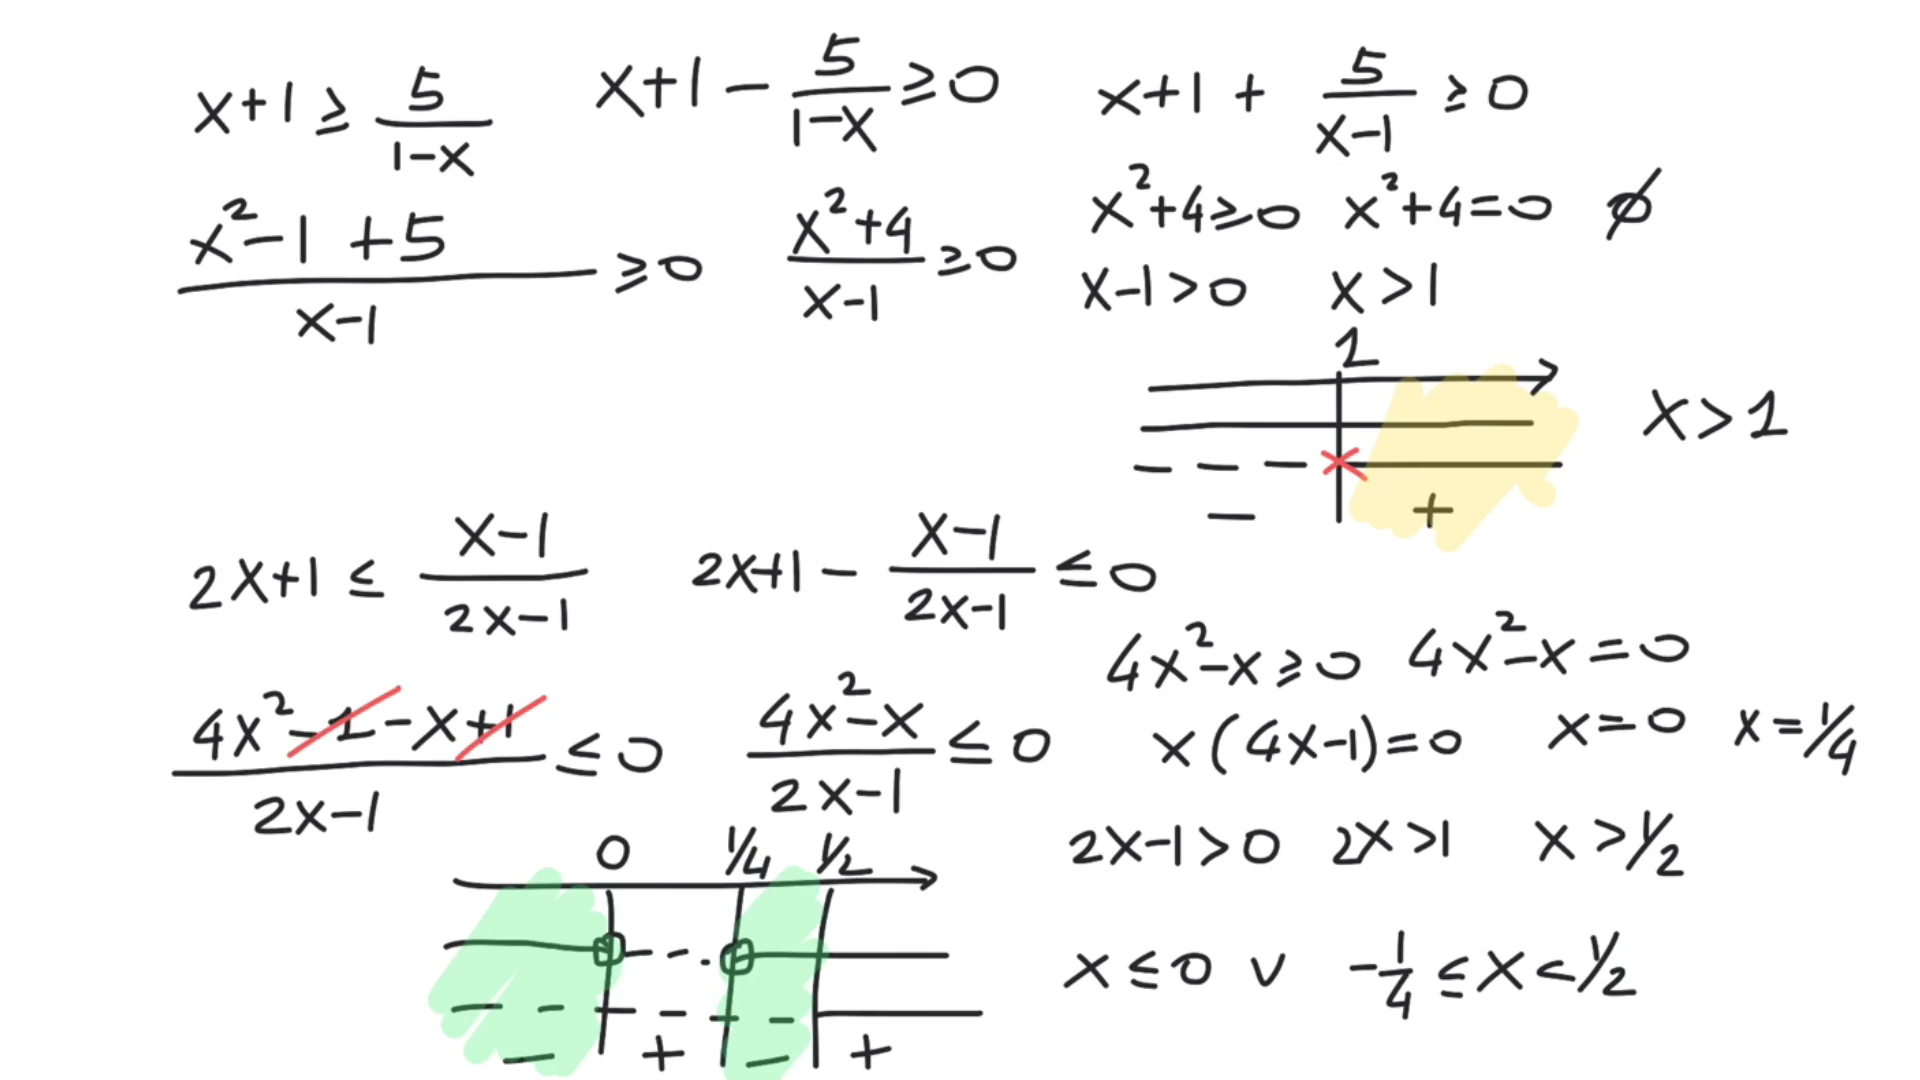 x+1 ≥ 5/(1-x)   x+1 - 5/(1-x) ≥ 0   x+1 + 5/(x-1) ≥ 0
(x²-1+5)/(x-1) ≥ 0   (x²+4)/(x-1) ≥ 0   x²+4 ≥ 0   x²+4=0   ∅
x-1>0   x>1
1
x>1
- +
2x+1 ≤ (x-1)/(2x-1)   2x+1 - (x-1)/(2x-1) ≤ 0
4x²-x ≥ 0   4x²-x=0
(4x²-1-x+1)/(2x-1) ≤ 0   (4x²-x)/(2x-1) ≤ 0   x(4x-1)=0   x=0   x=1/4
2x-1>0   2x>1   x>1/2
0 1/4 1/2
x ≤ 0 ∨ -1/4 ≤ x < 1/2
- + - +